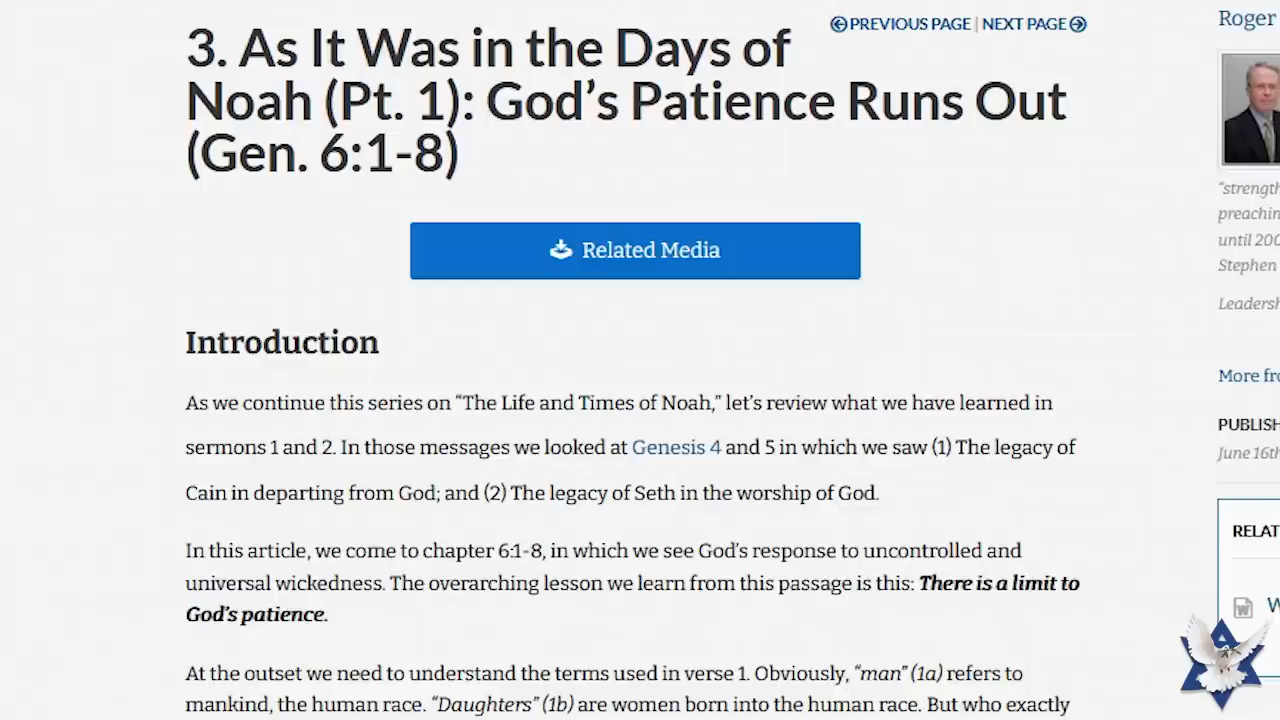 PREVIOUS PAGE | NEXT PAGE
3. As It Was in the Days of
Noah (Pt. 1): God’s Patience Runs Out
(Gen. 6:1-8)
Related Media
Introduction
As we continue this series on “The Life and Times of Noah,” let’s review what we have learned in
sermons 1 and 2. In those messages we looked at Genesis 4 and 5 in which we saw (1) The legacy of
Cain in departing from God; and (2) The legacy of Seth in the worship of God.
In this article, we come to chapter 6:1-8, in which we see God’s response to uncontrolled and
universal wickedness. The overarching lesson we learn from this passage is this: There is a limit to
God’s patience.
At the outset we need to understand the terms used in verse 1. Obviously, “man” (1a) refers to
mankind, the human race. “Daughters” (1b) are women born into the human race. But who exactly
Roger
“strength
preachin
until 200
Stephen
Leadersh
More fro
PUBLISH
June 16th
RELAT
W